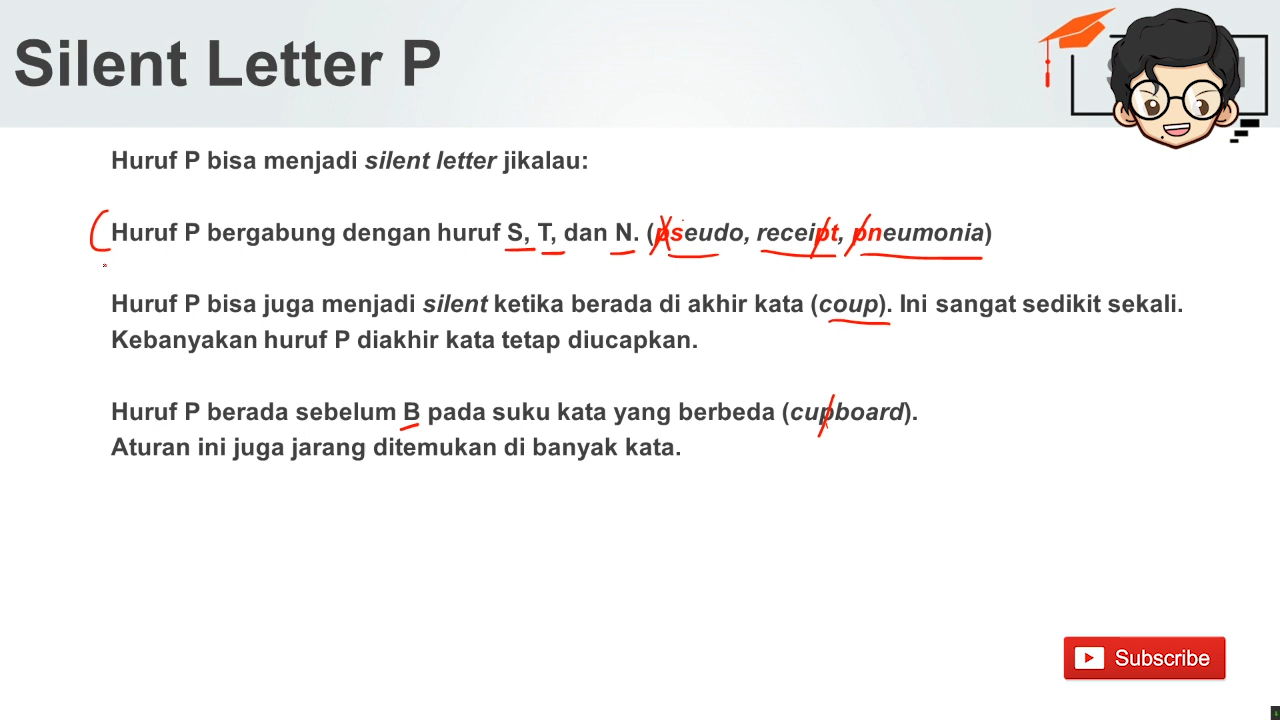 Silent Letter P
Huruf P bisa menjadi silent letter jikalau:
Huruf P bergabung dengan huruf S, T, dan N. (pseudo, receipt, pneumonia)
Huruf P bisa juga menjadi silent ketika berada di akhir kata (coup). Ini sangat sedikit sekali.
Kebanyakan huruf P diakhir kata tetap diucapkan.
Huruf P berada sebelum B pada suku kata yang berbeda (cupboard).
Aturan ini juga jarang ditemukan di banyak kata.
Subscribe